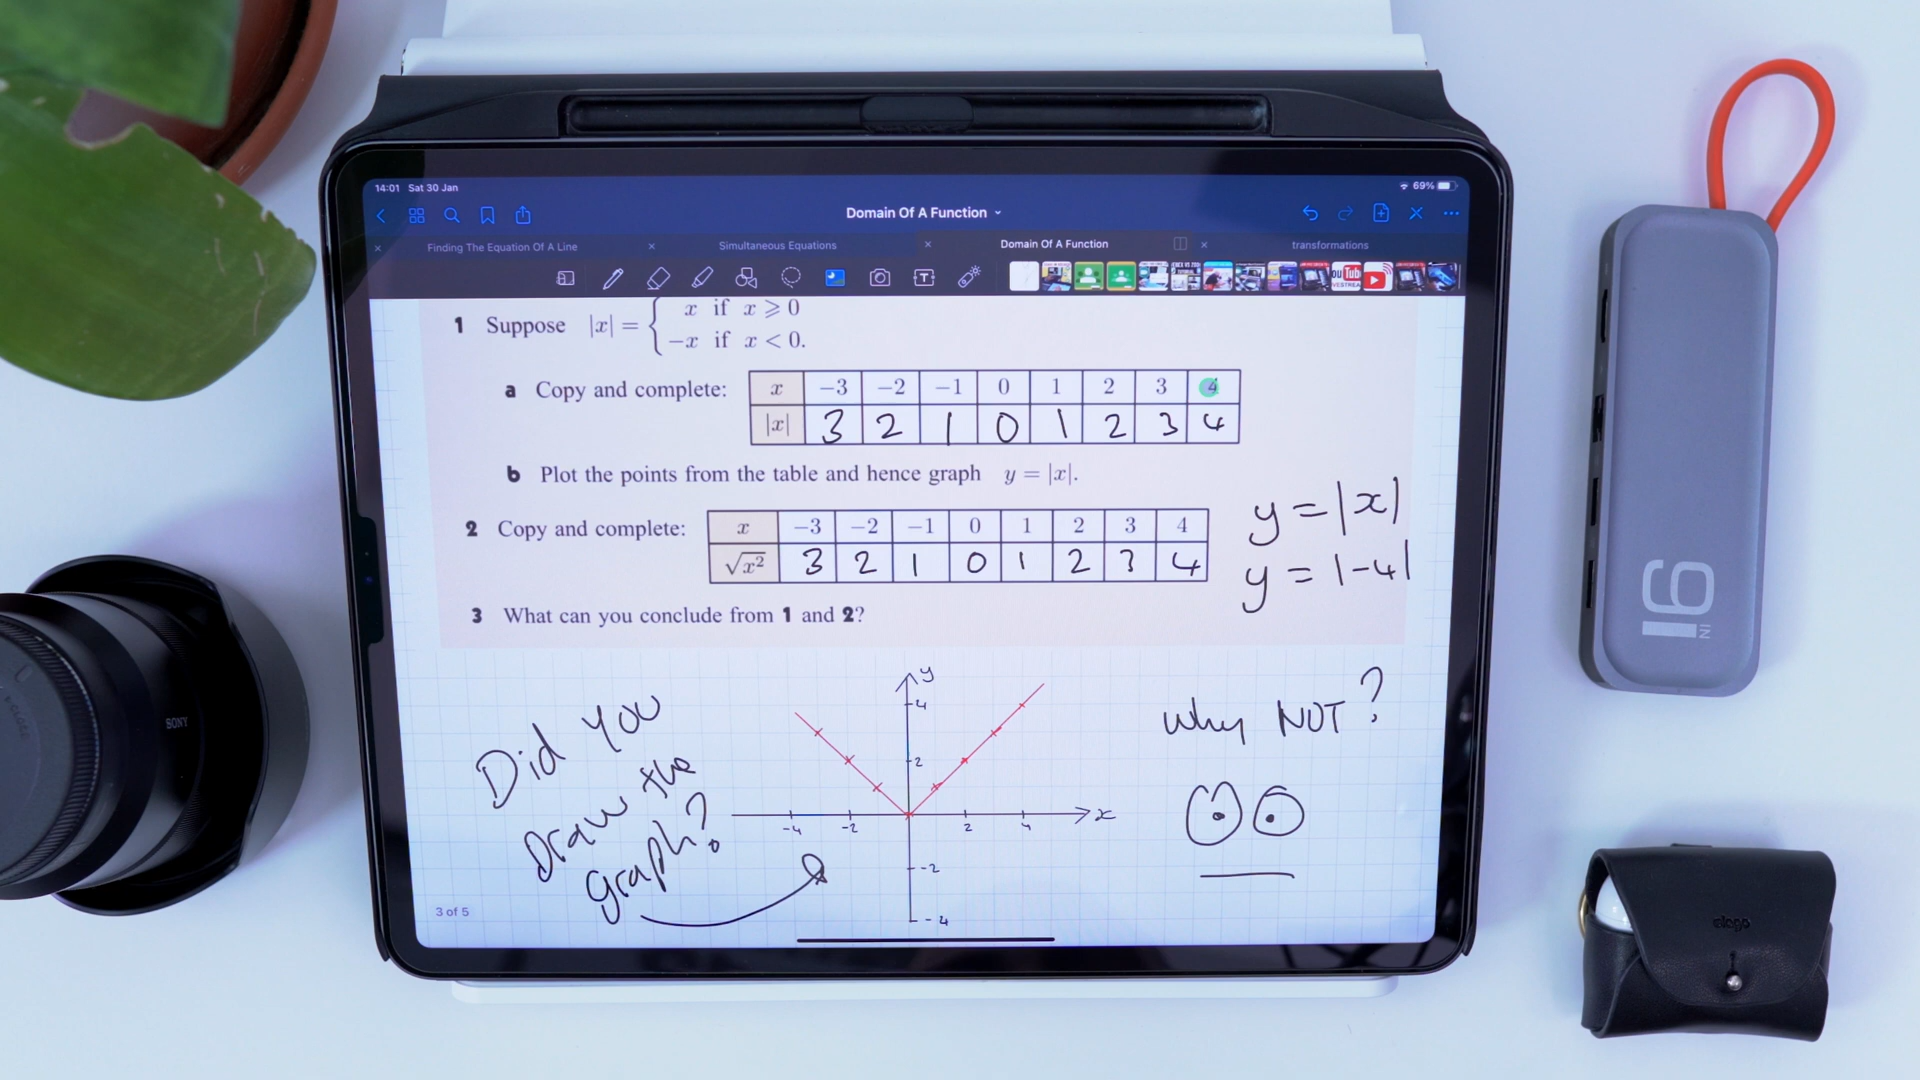 14:01 Sat 30 Jan
69%
Domain Of A Function
Finding The Equation Of A Line
Simultaneous Equations
Domain Of A Function
transformations
1 Suppose |x| = { x if x ⩾ 0
−x if x < 0.
a Copy and complete:
x −3 −2 −1 0 1 2 3 4
|x| 3 2 1 0 1 2 3 4
b Plot the points from the table and hence graph y = |x|.
2 Copy and complete:
x −3 −2 −1 0 1 2 3 4
√x² 3 2 1 0 1 2 3 4
y = |x|
y = |-4|
3 What can you conclude from 1 and 2?
Did You
Draw the
graph?
y
4
2
-4 -2 2 4 x
-2
-4
why NOT?
3 of 5
SONY
9
IN
elago
YouTube